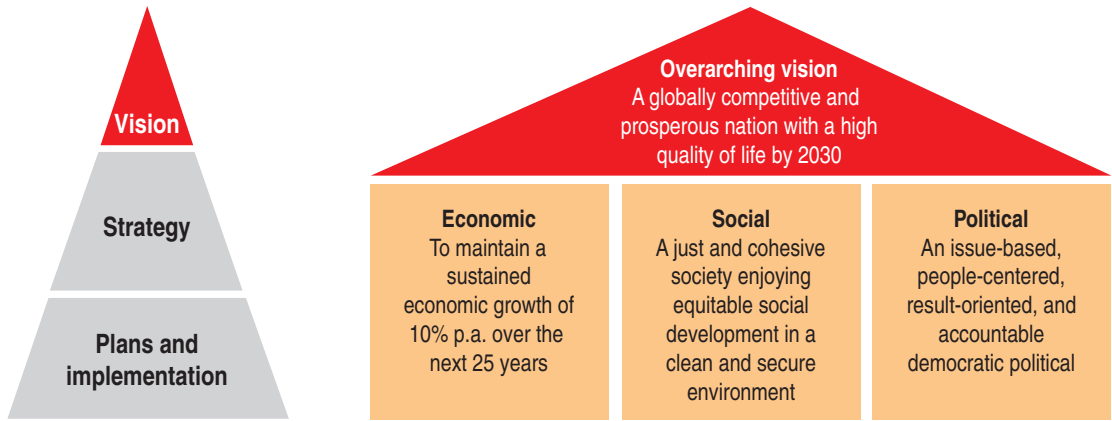 Vision
Strategy
Plans and
implementation
Overarching vision
A globally competitive and
prosperous nation with a high
quality of life by 2030
Economic
To maintain a
sustained
economic growth of
10% p.a. over the
next 25 years
Social
A just and cohesive
society enjoying
equitable social
development in a
clean and secure
environment
Political
An issue-based,
people-centered,
result-oriented, and
accountable
democratic political